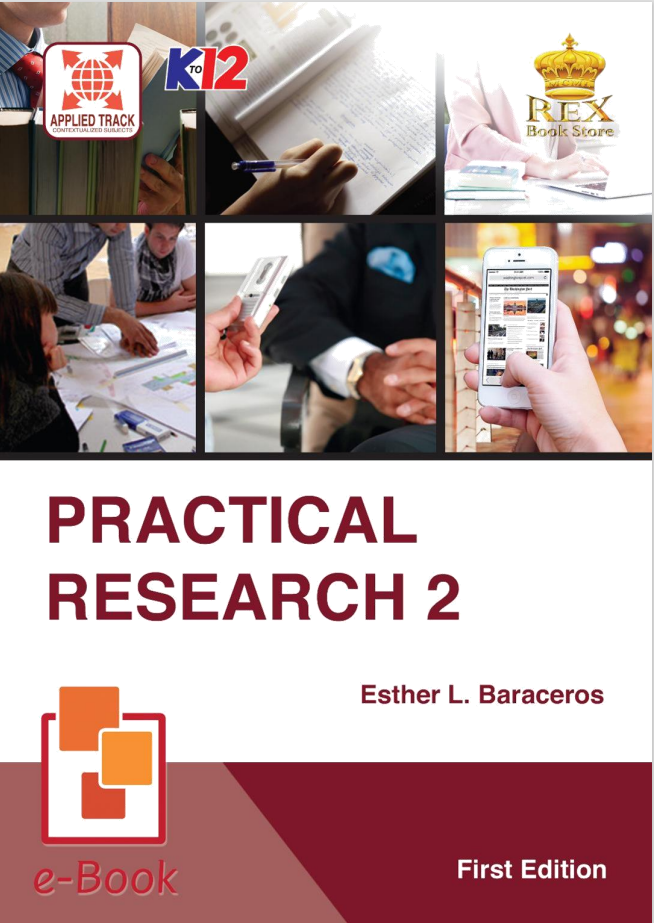 APPLIED TRACK
CONTEXTUALIZED SUBJECTS
K TO 12
REX
Book Store
PRACTICAL
RESEARCH 2
Esther L. Baraceros
e-Book
First Edition